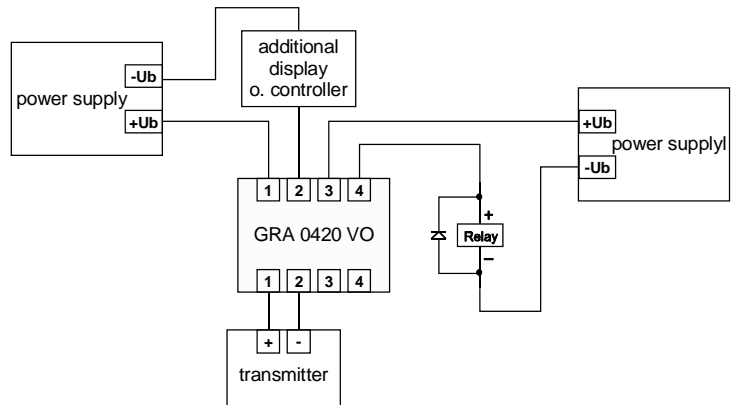 additional
display
o. controller
-Ub
power supply
+Ub
+Ub
power supplyl
-Ub
1 2 3 4
GRA 0420 VO
+
Relay
–
1 2 3 4
+ -
transmitter